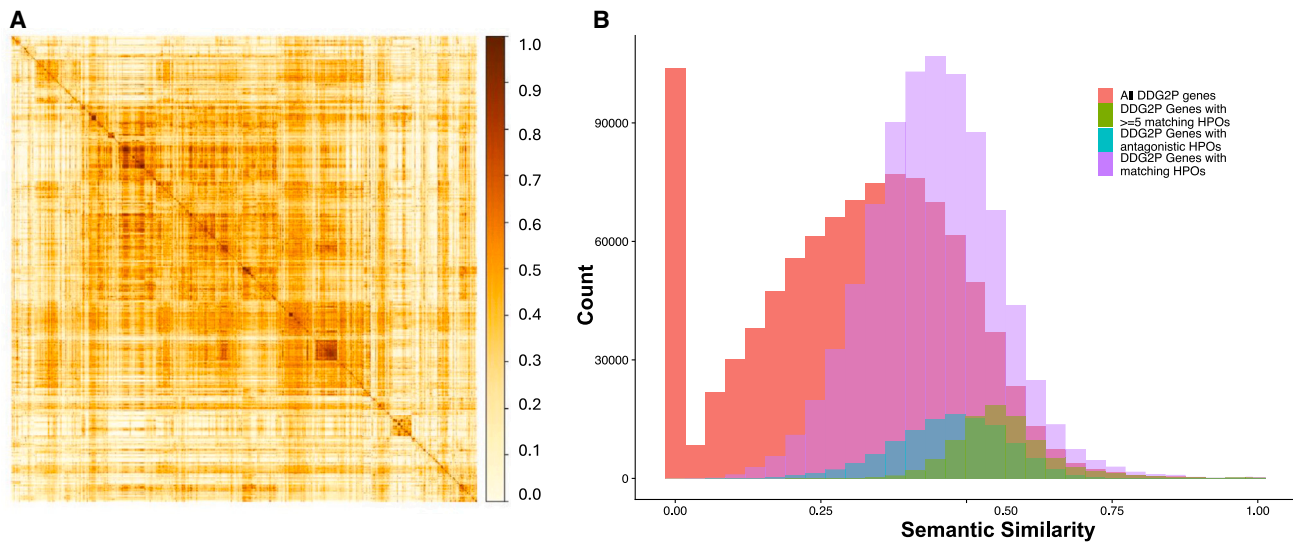 A
1.0
0.9
0.8
0.7
0.6
0.5
0.4
0.3
0.2
0.1
0.0
B
Count
90000
60000
30000
0
All DDG2P genes
DDG2P Genes with
>=5 matching HPOs
DDG2P Genes with
antagonistic HPOs
DDG2P Genes with
matching HPOs
0.00
0.25
0.50
0.75
1.00
Semantic Similarity